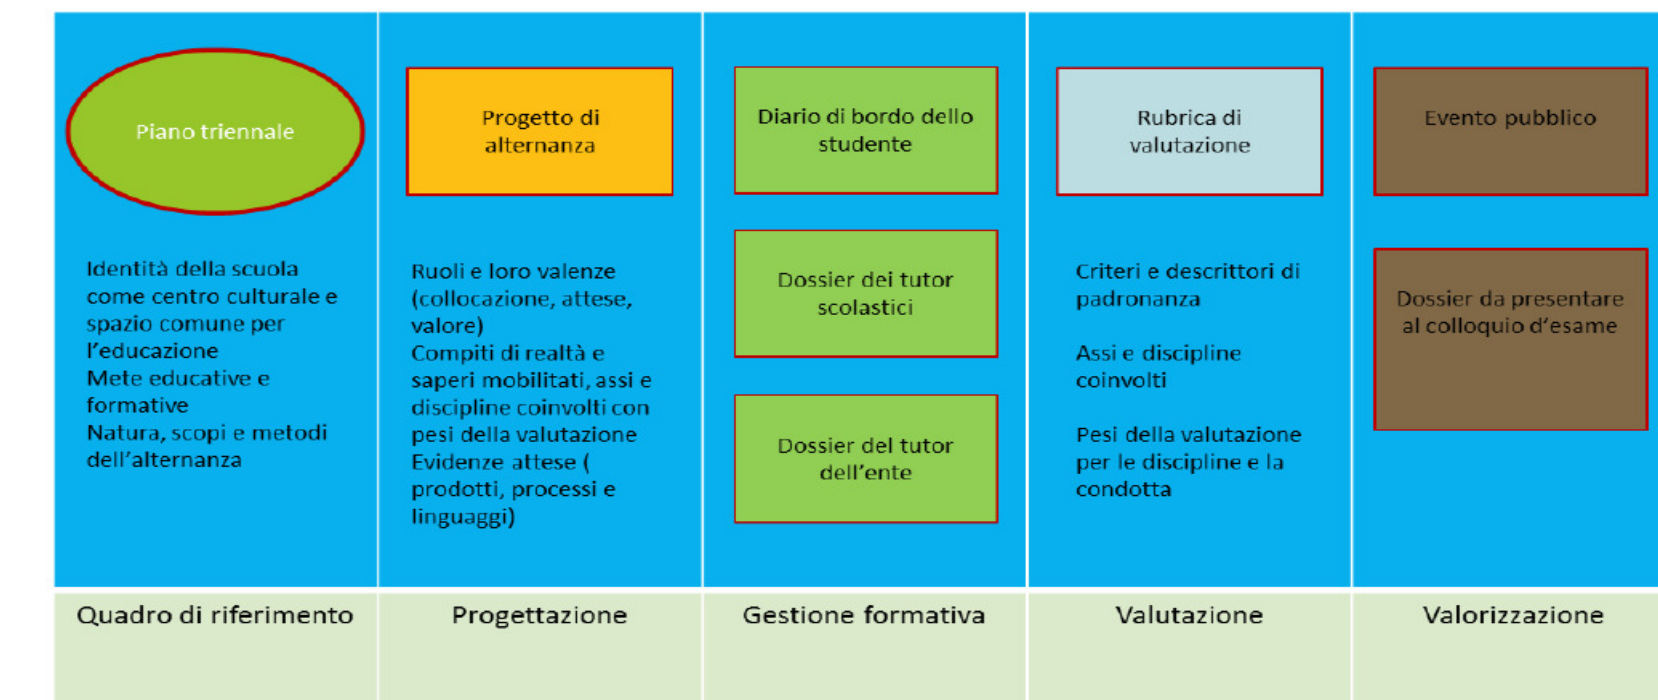 Piano triennale
Identità della scuola
come centro culturale e
spazio comune per
l'educazione
Mete educative e
formative
Natura, scopi e metodi
dell'alternanza
Progetto di
alternanza
Ruoli e loro valenze
(collocazione, attese,
valore)
Compiti di realtà e
saperi mobilitati, assi e
discipline coinvolti con
pesi della valutazione
Evidenze attese (
prodotti, processi e
linguaggi)
Diario di bordo dello
studente
Dossier dei tutor
scolastici
Dossier del tutor
dell'ente
Rubrica di
valutazione
Criteri e descrittori di
padronanza
Assi e discipline
coinvolti
Pesi della valutazione
per le discipline e la
condotta
Evento pubblico
Dossier da presentare
al colloquio d'esame
Quadro di riferimento
Progettazione
Gestione formativa
Valutazione
Valorizzazione